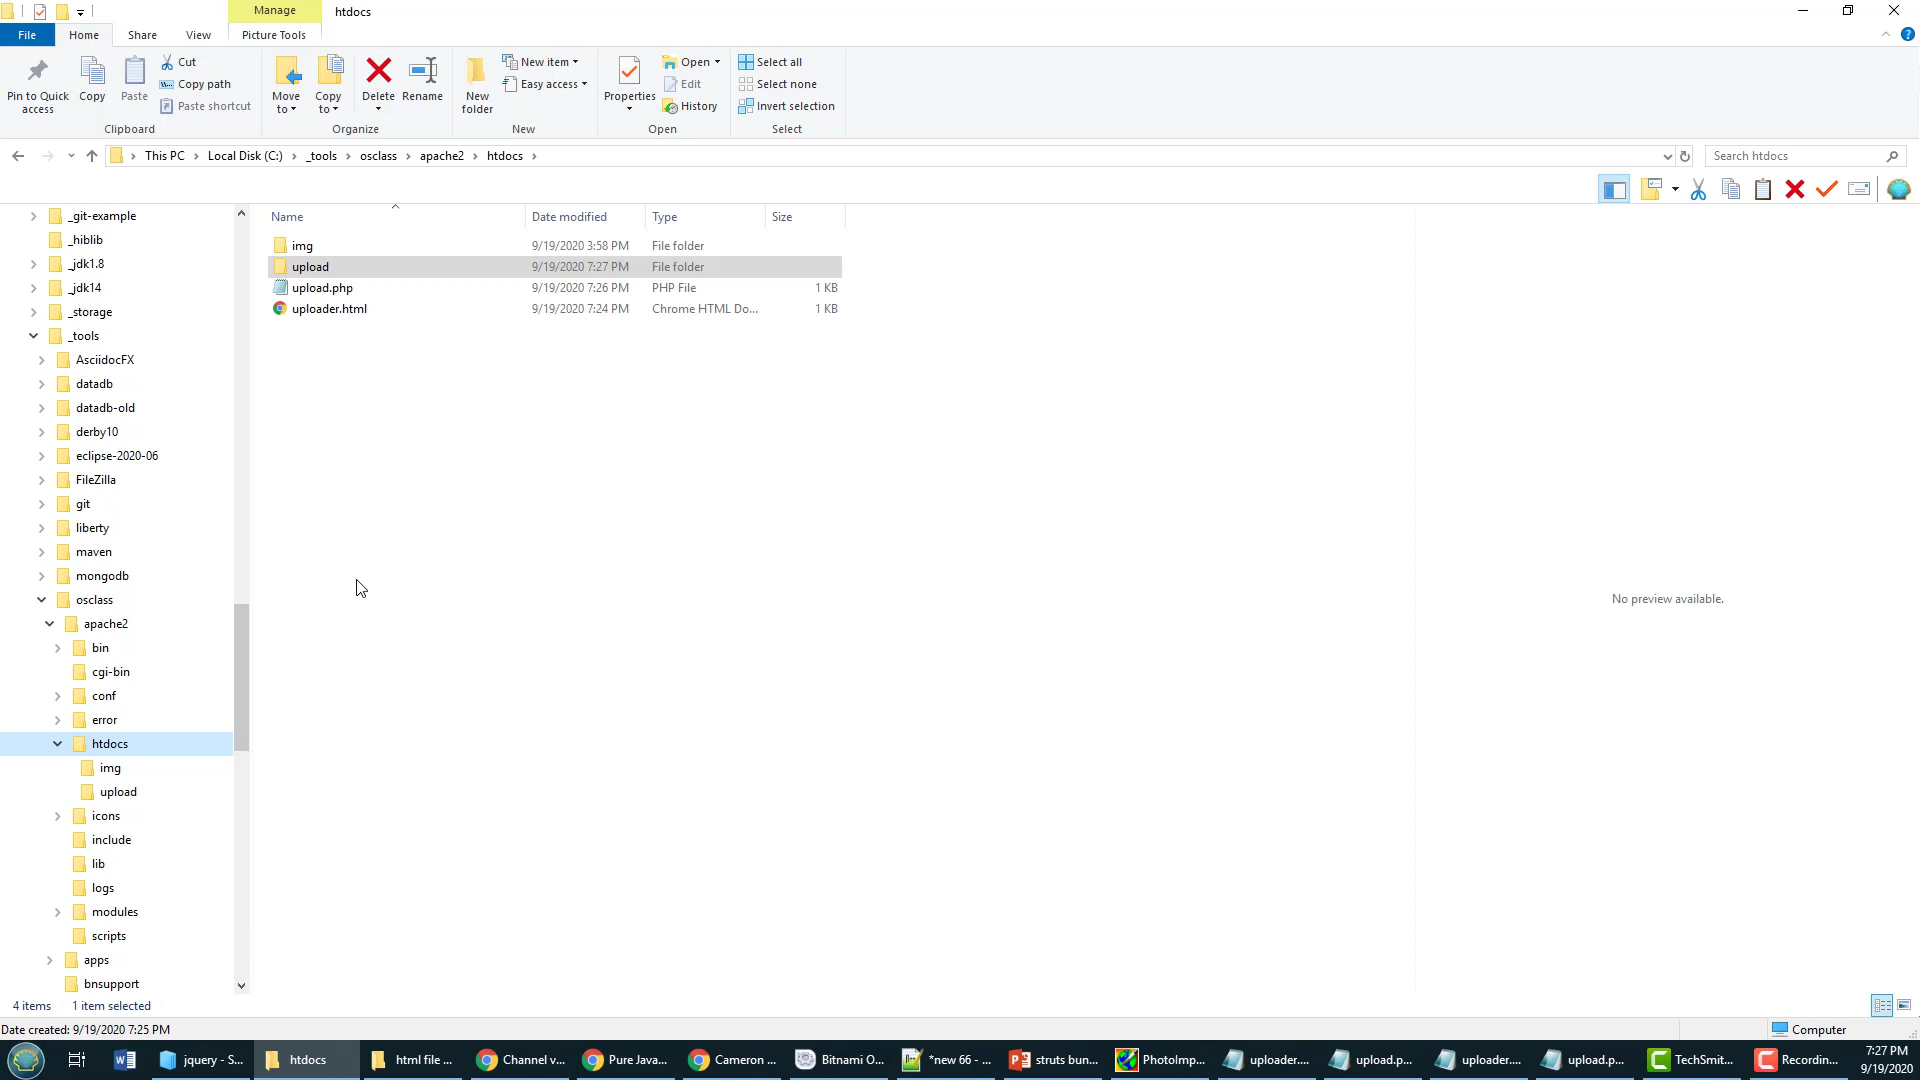 Manage
htdocs
File
Home
Share
View
Picture Tools
Pin to Quick access
Copy
Paste
Cut
Copy path
Paste shortcut
Clipboard
Move to
Copy to
Delete
Rename
Organize
New folder
New item
Easy access
New
Properties
Open
Edit
History
Open
Select all
Select none
Invert selection
Select
This PC > Local Disk (C:) > _tools > osclass > apache2 > htdocs >
Search htdocs
_git-example
_hiblib
_jdk1.8
_jdk14
_storage
_tools
AsciidocFX
datadb
datadb-old
derby10
eclipse-2020-06
FileZilla
git
liberty
maven
mongodb
osclass
apache2
bin
cgi-bin
conf
error
htdocs
img
upload
icons
include
lib
logs
modules
scripts
apps
bnsupport
Name Date modified Type Size
img 9/19/2020 3:58 PM File folder
upload 9/19/2020 7:27 PM File folder
upload.php 9/19/2020 7:26 PM PHP File 1 KB
uploader.html 9/19/2020 7:24 PM Chrome HTML Do... 1 KB
No preview available.
4 items 1 item selected
Date created: 9/19/2020 7:25 PM
Computer
jquery - S...
htdocs
html file ...
Channel v...
Pure Java...
Cameron ...
Bitnami O...
*new 66 - ...
struts bun...
PhotoImp...
uploader....
upload.p...
uploader....
upload.p...
TechSmit...
Recordin...
7:27 PM
9/19/2020